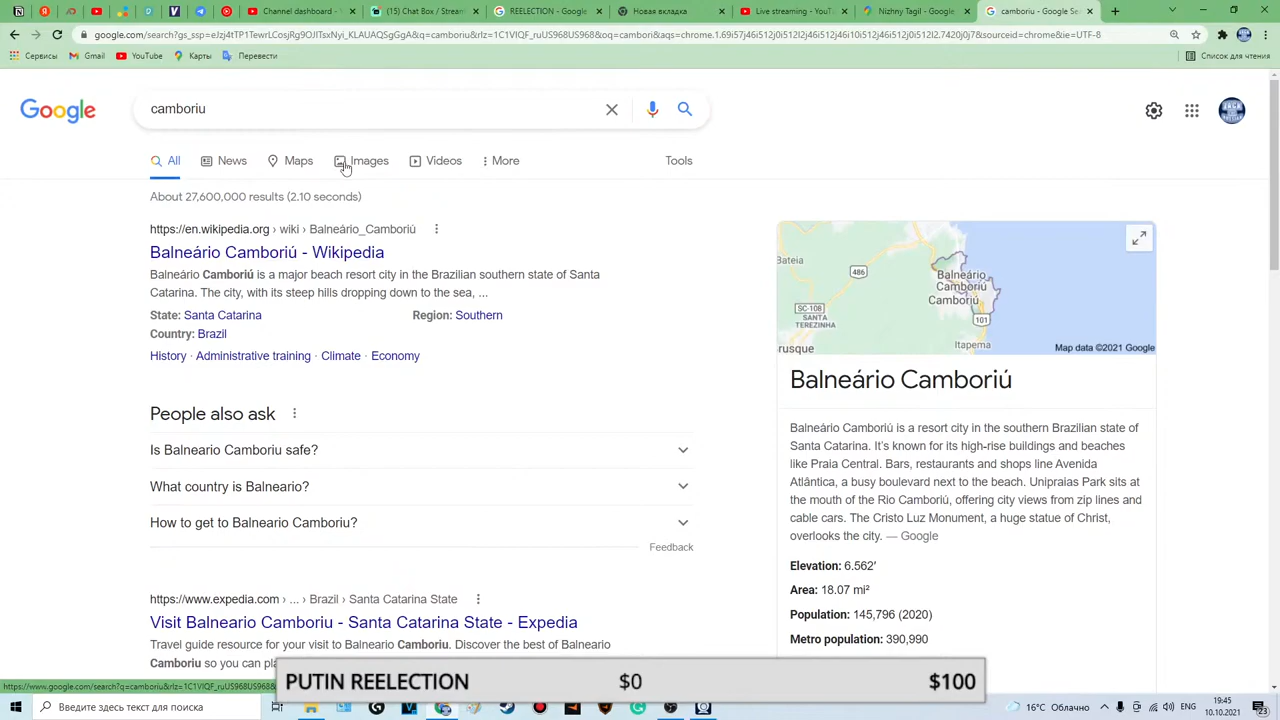 Channel dashboard -
(15) Chat Box / Stream
REELECTION - Google
Новая вкладка
Live streaming - YouTu
Nizhny Tagil - Google
camboriu - Google Se
Сервисы
Gmail
YouTube
Карты
Перевести
Список для чтения
Google
camboriu
All
News
Maps
Images
Videos
More
Tools
About 27,600,000 results (2.10 seconds)
https://en.wikipedia.org › wiki › Balneário_Camboriú
Balneário Camboriú - Wikipedia
Balneário Camboriú is a major beach resort city in the Brazilian southern state of Santa
Catarina. The city, with its steep hills dropping down to the sea, ...
State: Santa Catarina
Region: Southern
Country: Brazil
History · Administrative training · Climate · Economy
People also ask
Is Balneario Camboriu safe?
What country is Balneario?
How to get to Balneario Camboriu?
Feedback
https://www.expedia.com › ... › Brazil › Santa Catarina State
Visit Balneario Camboriu - Santa Catarina State - Expedia
Travel guide resource for your visit to Balneario Camboriu. Discover the best of Balneario
Camboriu so you can pla
Bateia
486
Balneário
Camboriú
Camboriú
SC-108
SANTA
TEREZINHA
101
rusque
Itapema
Map data ©2021 Google
Balneário Camboriú
Balneário Camboriú is a resort city in the southern Brazilian state of
Santa Catarina. It's known for its high-rise buildings and beaches
like Praia Central. Bars, restaurants and shops line Avenida
Atlântica, a busy boulevard next to the beach. Unipraias Park sits at
the mouth of the Rio Camboriú, offering city views from zip lines and
cable cars. The Cristo Luz Monument, a huge statue of Christ,
overlooks the city. — Google
Elevation: 6.562′
Area: 18.07 mi²
Population: 145,796 (2020)
Metro population: 390,990
PUTIN REELECTION $0 $100
Введите здесь текст для поиска
16°C Облачно
ENG
19:45
10.10.2021
23